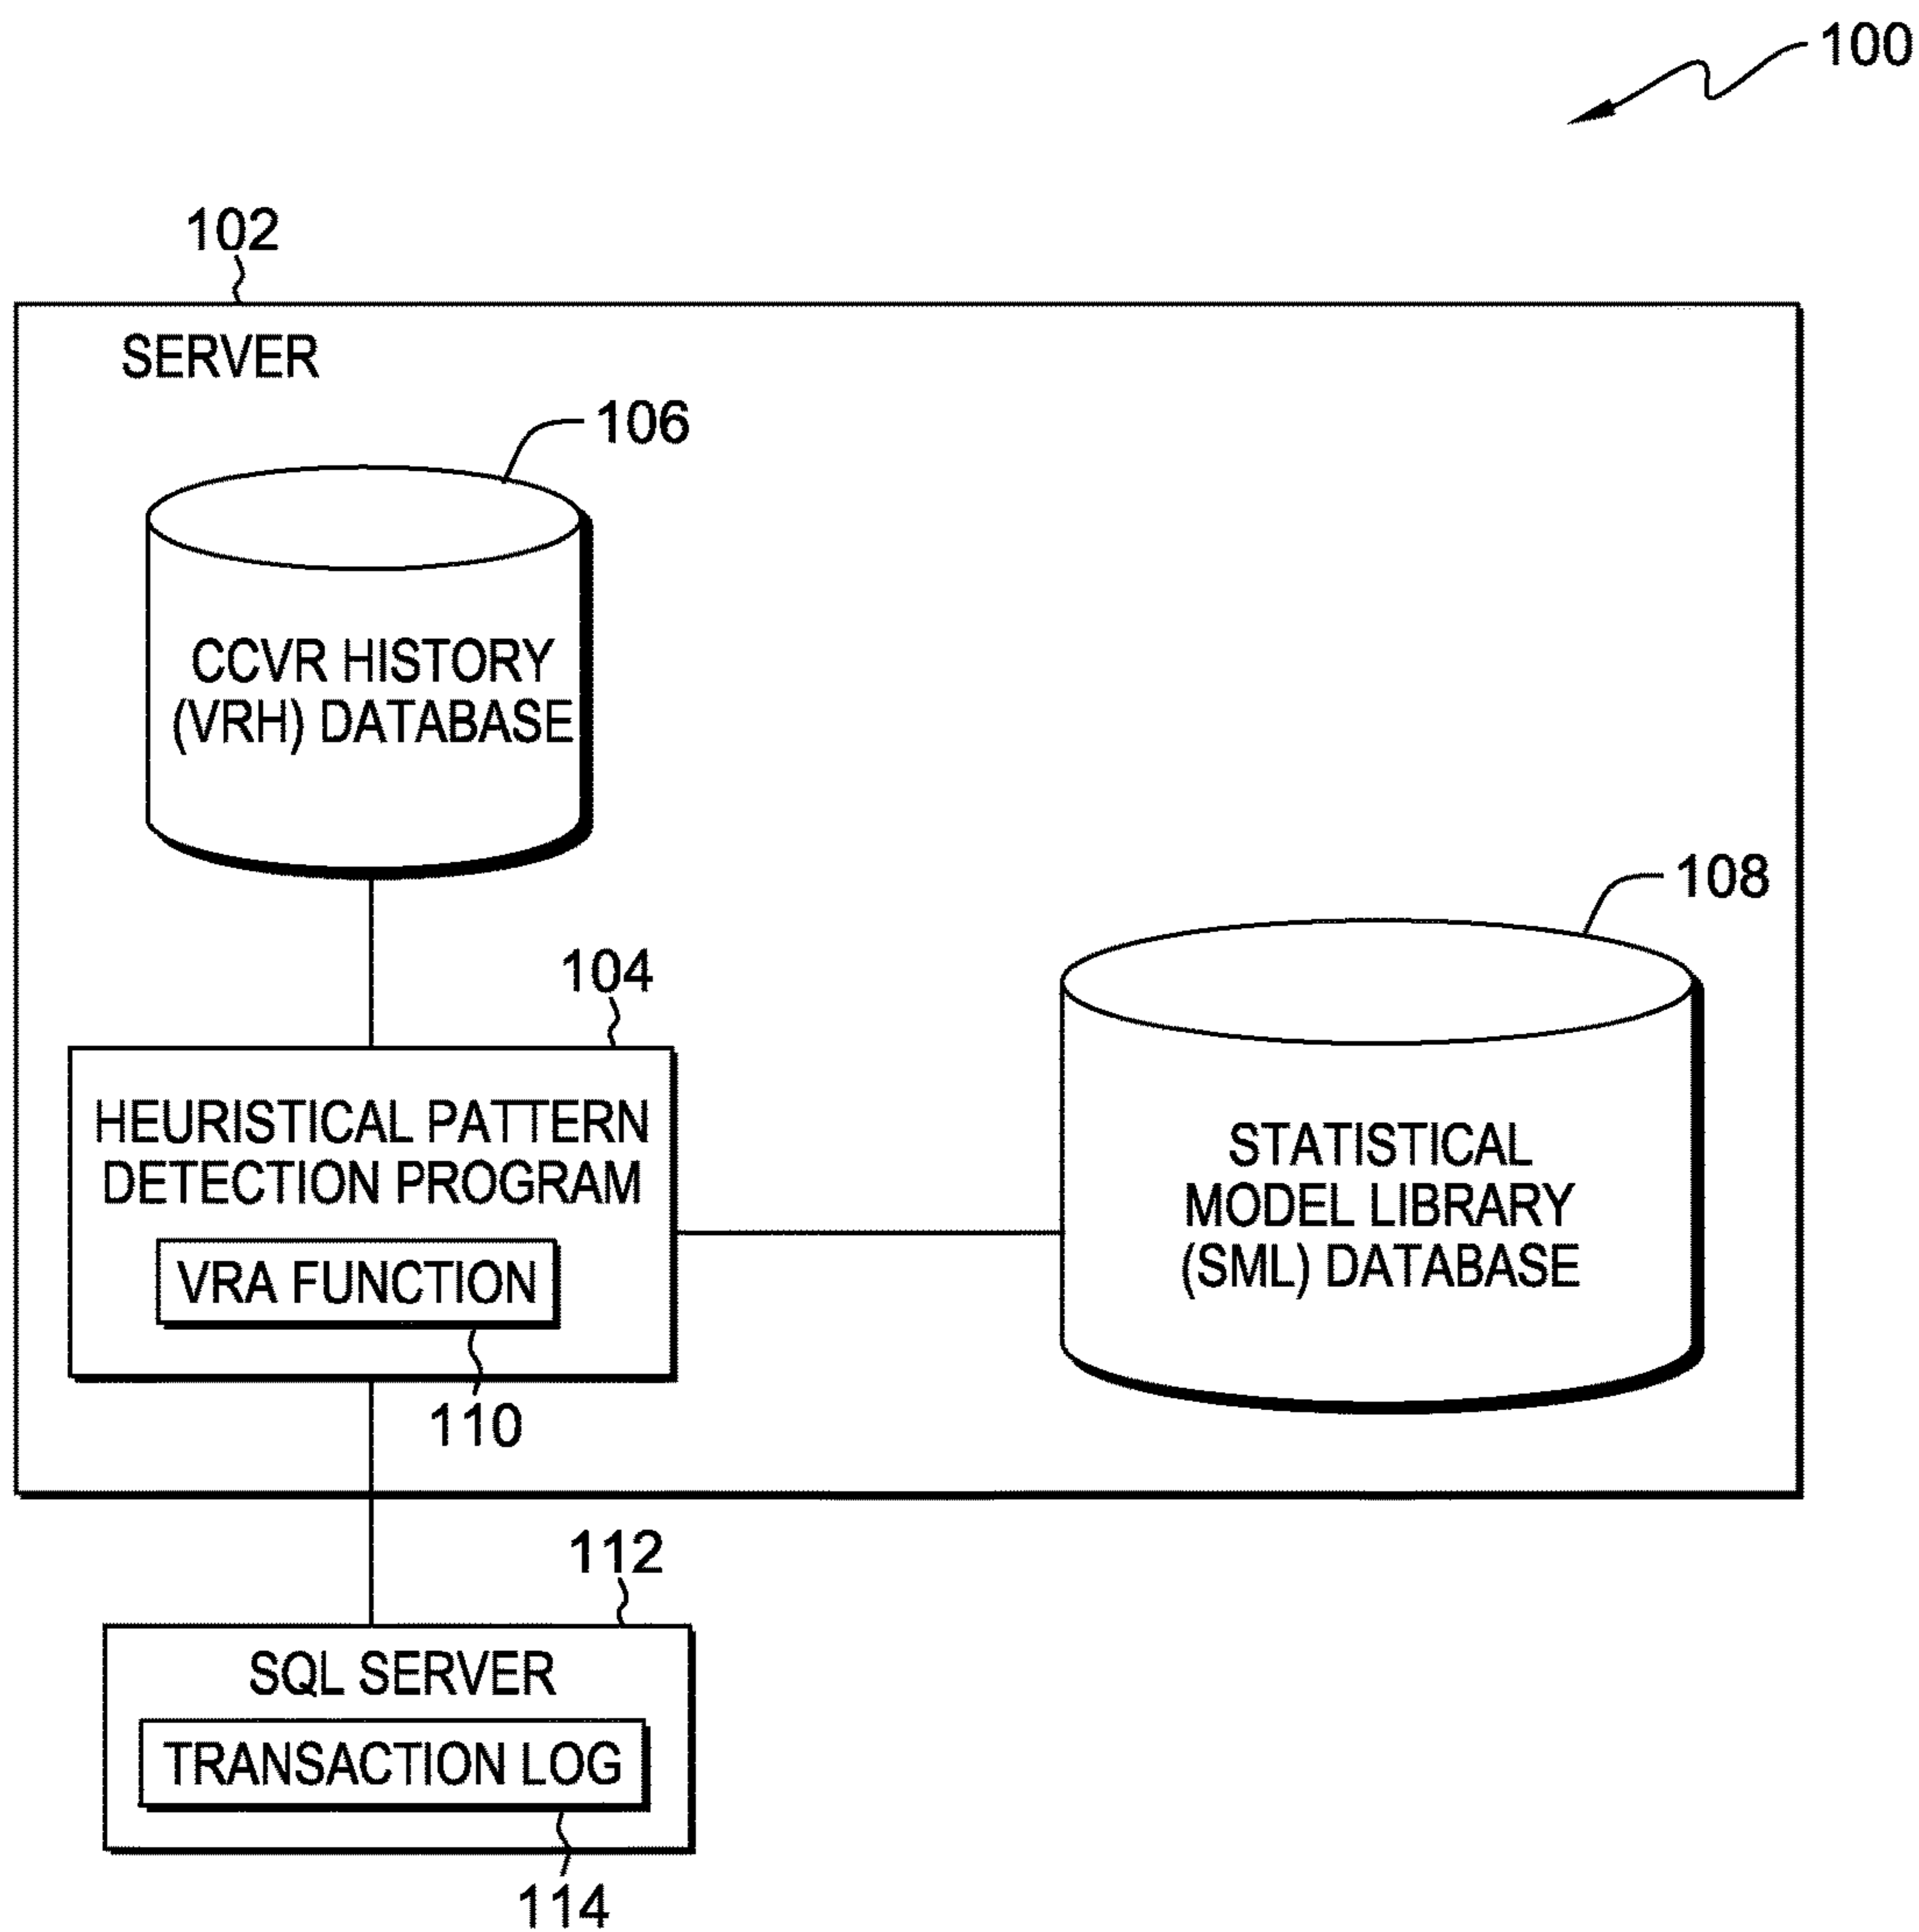 100
102
SERVER
106
CCVR HISTORY
(VRH) DATABASE
108
104
HEURISTICAL PATTERN
DETECTION PROGRAM
VRA FUNCTION
110
STATISTICAL
MODEL LIBRARY
(SML) DATABASE
112
SQL SERVER
TRANSACTION LOG
114